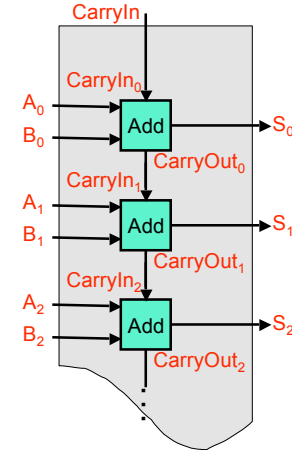 CarryIn
CarryIn₀
A₀
Add
S₀
B₀
CarryOut₀
CarryIn₁
A₁
Add
S₁
B₁
CarryOut₁
CarryIn₂
A₂
Add
S₂
B₂
CarryOut₂